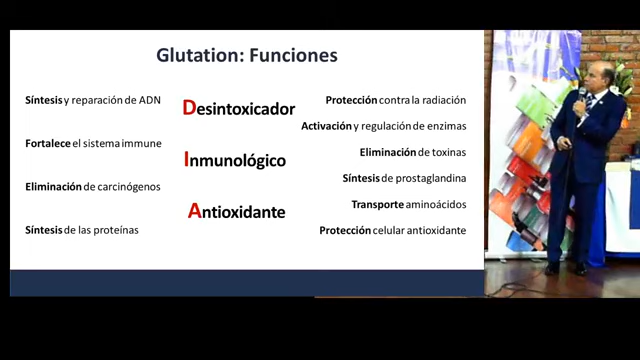 Glutation: Funciones
Síntesis y reparación de ADN
Fortalece el sistema immune
Eliminación de carcinógenos
Síntesis de las proteínas
Desintoxicador
Inmunológico
Antioxidante
Protección contra la radiación
Activación y regulación de enzimas
Eliminación de toxinas
Síntesis de prostaglandina
Transporte aminoácidos
Protección celular antioxidante